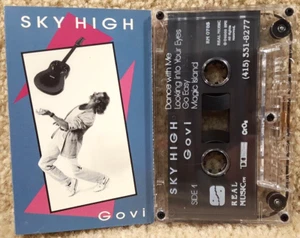 SKY HIGH
Govi
Dance with Me
Looking Into Your Eyes
Go Easy
Magic Island
SKY HIGH
Govi
SIDE 1
REAL
MUSIC
(415) 331-8277